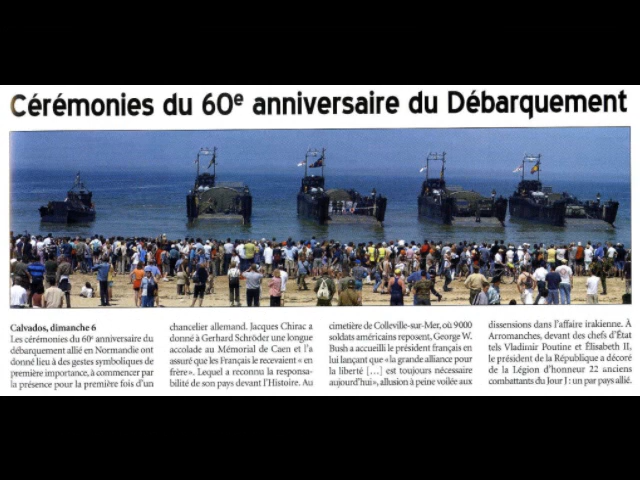 Cérémonies du 60e anniversaire du Débarquement
Calvados, dimanche 6
Les cérémonies du 60e anniversaire du
débarquement allié en Normandie ont
donné lieu à des gestes symboliques de
première importance, à commencer par
la présence pour la première fois d'un
chancelier allemand. Jacques Chirac a
donné à Gerhard Schröder une longue
accolade au Mémorial de Caen et l'a
assuré que les Français le recevaient « en
frère ». Lequel a reconnu la responsa-
bilité de son pays devant l'Histoire. Au
cimetière de Colleville-sur-Mer, où 9000
soldats américains reposent, George W.
Bush a accueilli le président français en
lui lançant que « la grande alliance pour
la liberté [...] est toujours nécessaire
aujourd'hui », allusion à peine voilée aux
dissensions dans l'affaire irakienne. À
Arromanches, devant des chefs d'État
tels Vladimir Poutine et Élisabeth II,
le président de la République a décoré
de la Légion d'honneur 22 anciens
combattants du Jour J : un par pays allié.